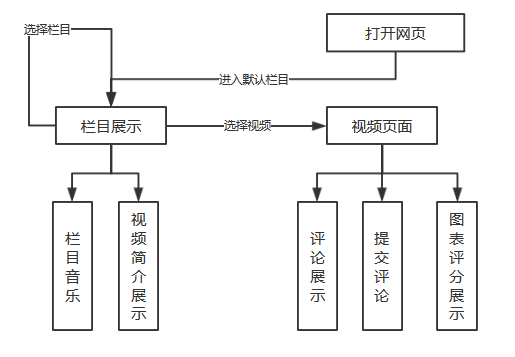 选择栏目
打开网页
进入默认栏目
栏目展示
选择视频
视频页面
栏目音乐
视频简介展示
评论展示
提交评论
图表评分展示